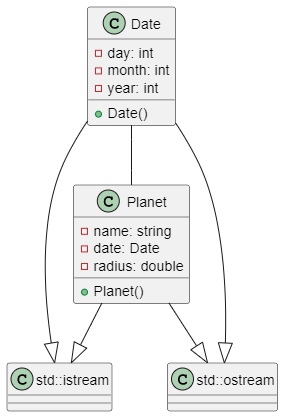 C Date
day: int
month: int
year: int
Date()
C Planet
name: string
date: Date
radius: double
Planet()
C std::istream
C std::ostream